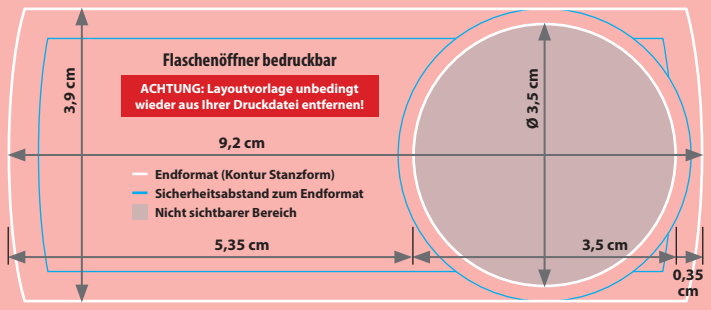 Flaschenöffner bedruckbar
ACHTUNG: Layoutvorlage unbedingt
wieder aus Ihrer Druckdatei entfernen!
3,9 cm
Ø 3,5 cm
9,2 cm
Endformat (Kontur Stanzform)
Sicherheitsabstand zum Endformat
Nicht sichtbarer Bereich
5,35 cm
3,5 cm
0,35
cm